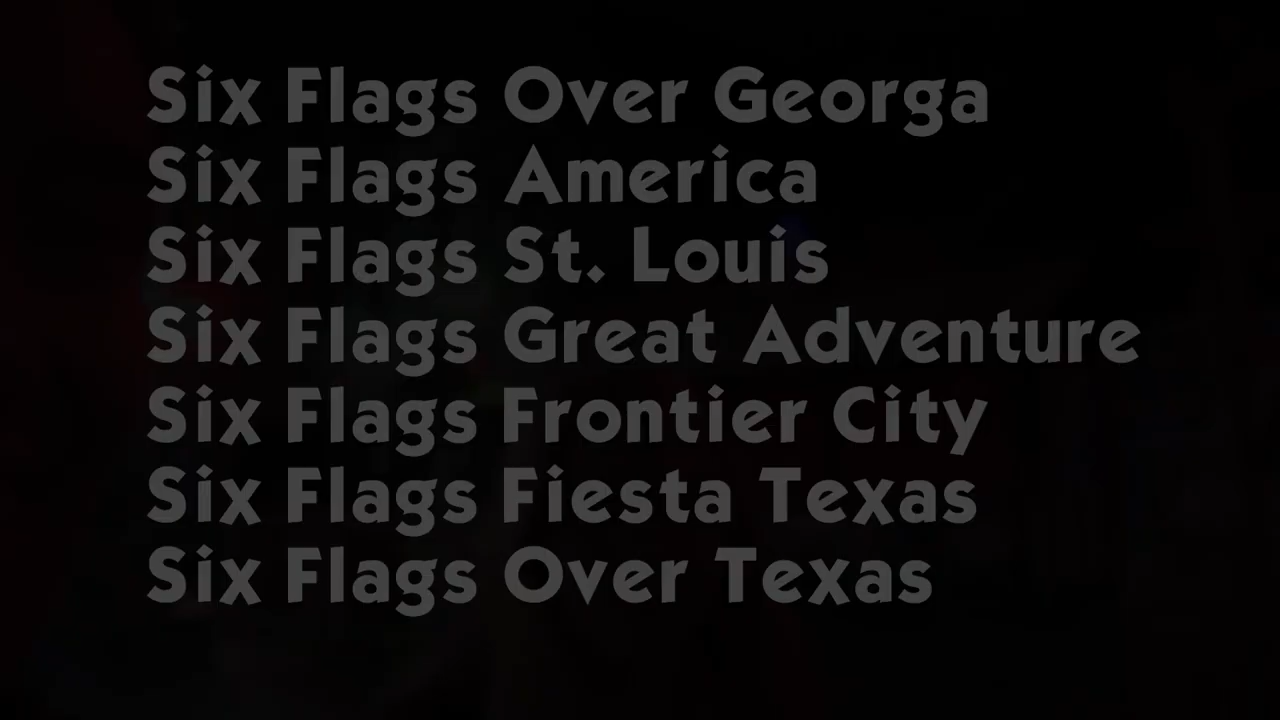 Six Flags Over Georga
Six Flags America
Six Flags St. Louis
Six Flags Great Adventure
Six Flags Frontier City
Six Flags Fiesta Texas
Six Flags Over Texas